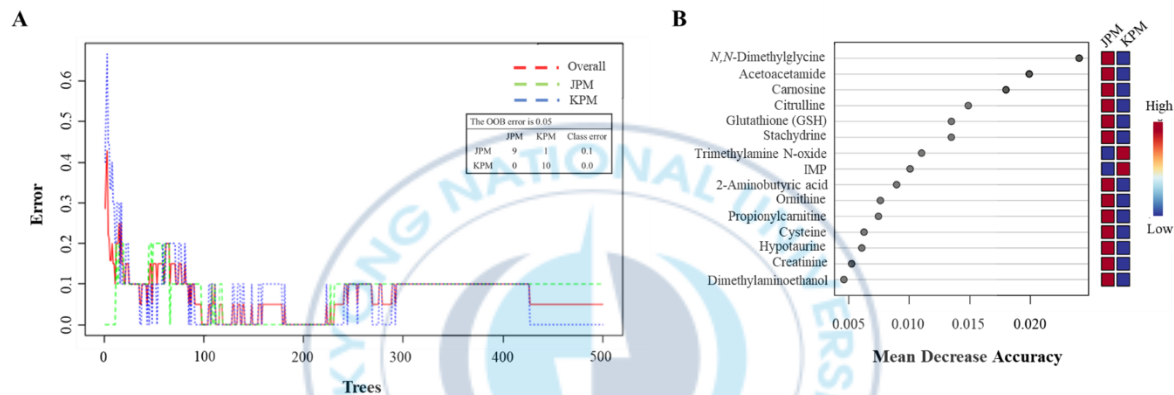 A
Error
0.6
0.5
0.4
0.3
0.2
0.1
0.0
0 100 200 300 400 500
Trees
Overall
JPM
KPM
The OOB error is 0.05
JPM KPM Class error
JPM 9 1 0.1
KPM 0 10 0.0
B
JPM KPM
N,N-Dimethylglycine
Acetoacetamide
Carnosine
Citrulline
Glutathione (GSH)
Stachydrine
Trimethylamine N-oxide
IMP
2-Aminobutyric acid
Ornithine
Propionylcarnitine
Cysteine
Hypotaurine
Creatinine
Dimethylaminoethanol
0.005 0.010 0.015 0.020
Mean Decrease Accuracy
High
Low
NATIONAL